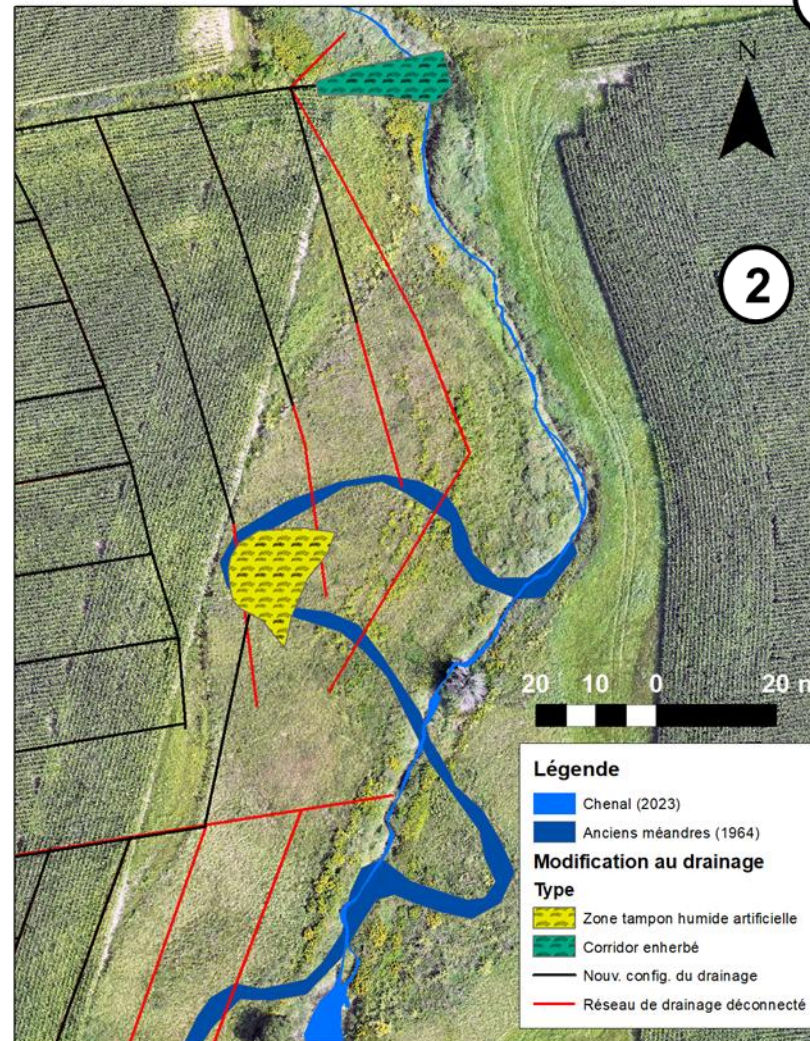 N
2
20 10 0 20 m
Légende
Chenal (2023)
Anciens méandres (1964)
Modification au drainage
Type
Zone tampon humide artificielle
Corridor enherbé
Nouv. config. du drainage
Réseau de drainage déconnecté